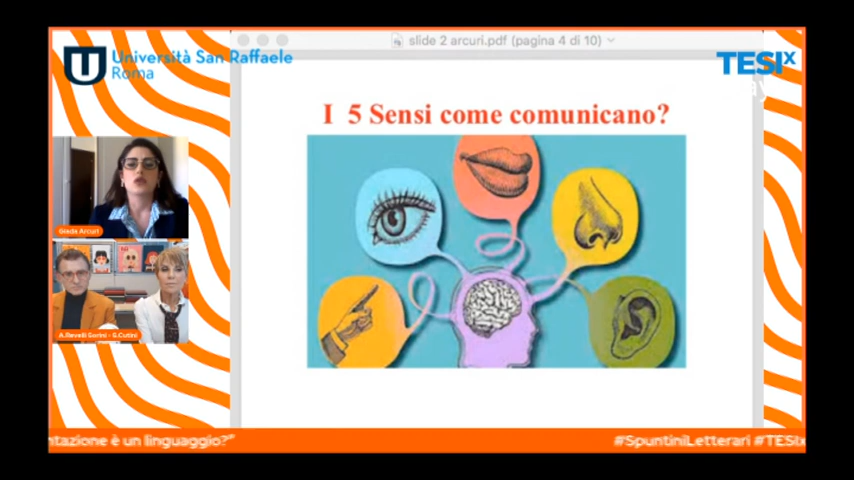 slide 2 arcuri.pdf (pagina 4 di 10)
Università San Raffaele
Roma
TESIx
I 5 Sensi come comunicano?
Giada Arcuri
A.Revelli Sorini - S.Cutini
ntazione è un linguaggio?"
#SpuntiniLetterari #TESIx